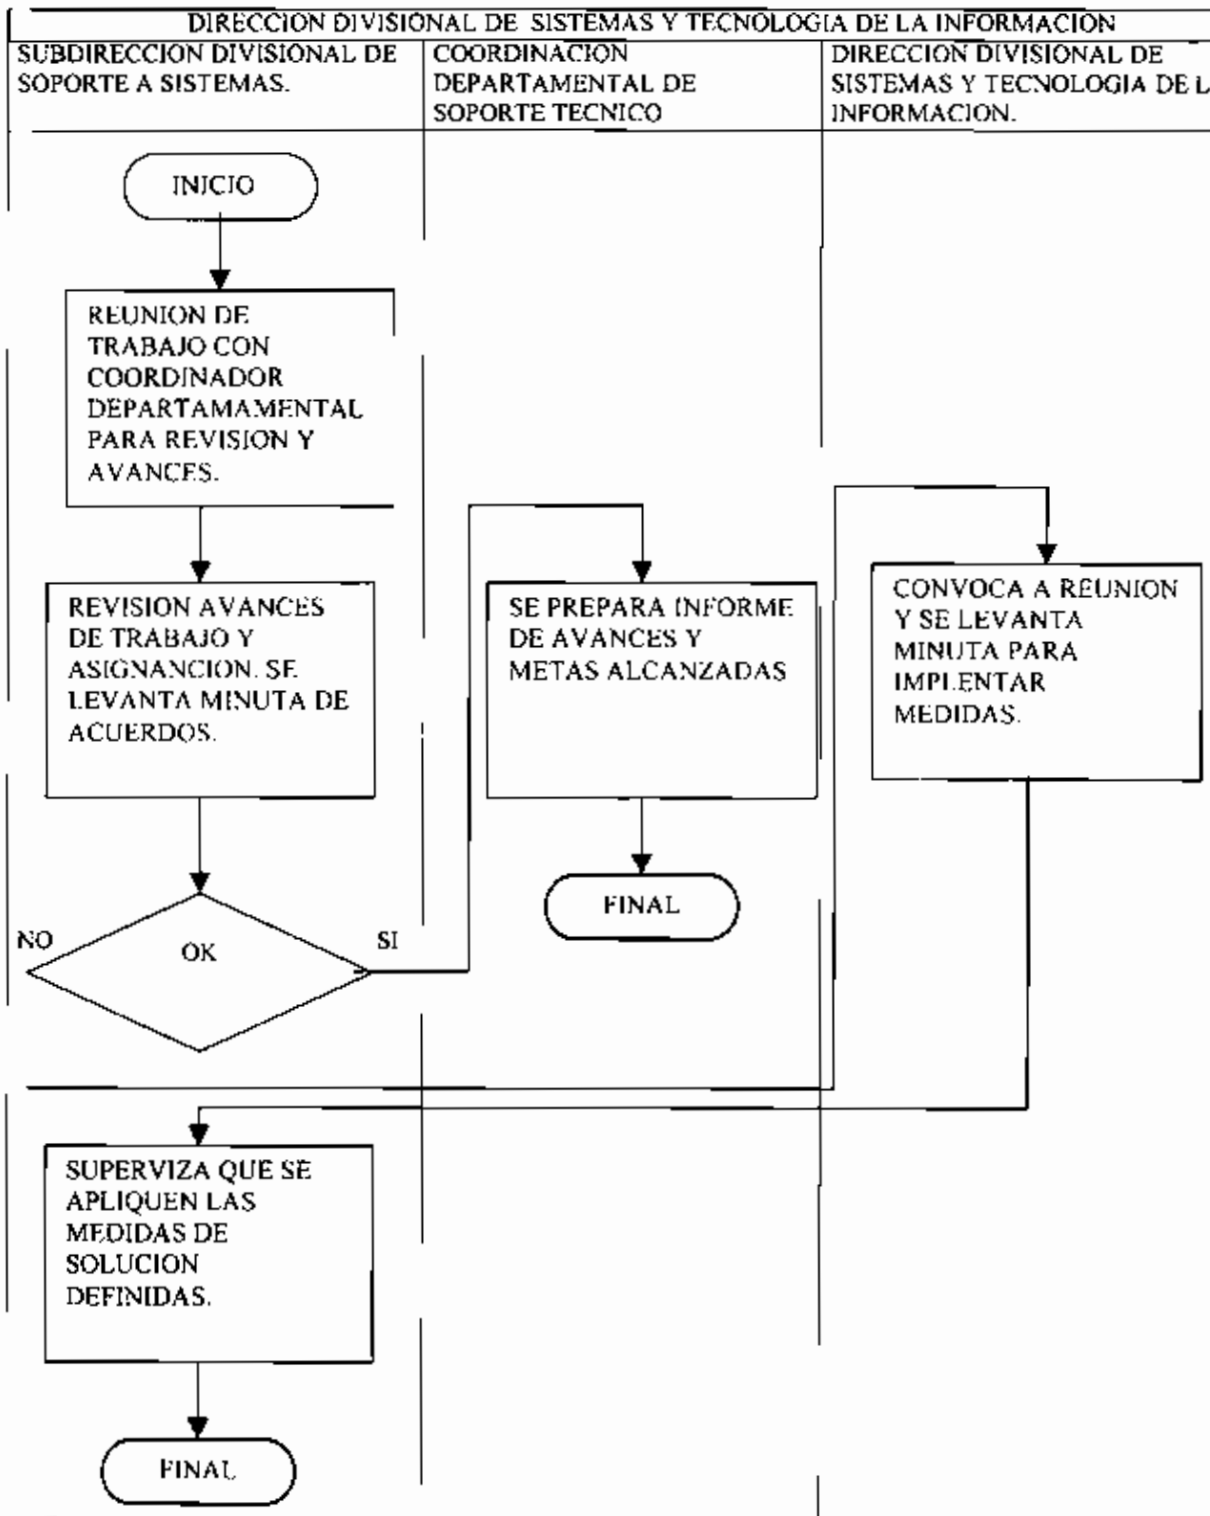 DIRECCION DIVISIONAL DE SISTEMAS Y TECNOLOGIA DE LA INFORMACION
SUBDIRECCION DIVISIONAL DE
SOPORTE A SISTEMAS.
COORDINACION
DEPARTAMENTAL DE
SOPORTE TECNICO
DIRECCION DIVISIONAL DE
SISTEMAS Y TECNOLOGIA DE L
INFORMACION.
INICIO
REUNION DE
TRABAJO CON
COORDINADOR
DEPARTAMAMENTAL
PARA REVISION Y
AVANCES.
REVISION AVANCES
DE TRABAJO Y
ASIGNANCION. SE
LEVANTA MINUTA DE
ACUERDOS.
SE PREPARA INFORME
DE AVANCES Y
METAS ALCANZADAS
CONVOCA A REUNION
Y SE LEVANTA
MINUTA PARA
IMPLENTAR
MEDIDAS.
FINAL
NO
OK
SI
SUPERVIZA QUE SE
APLIQUEN LAS
MEDIDAS DE
SOLUCION
DEFINIDAS.
FINAL